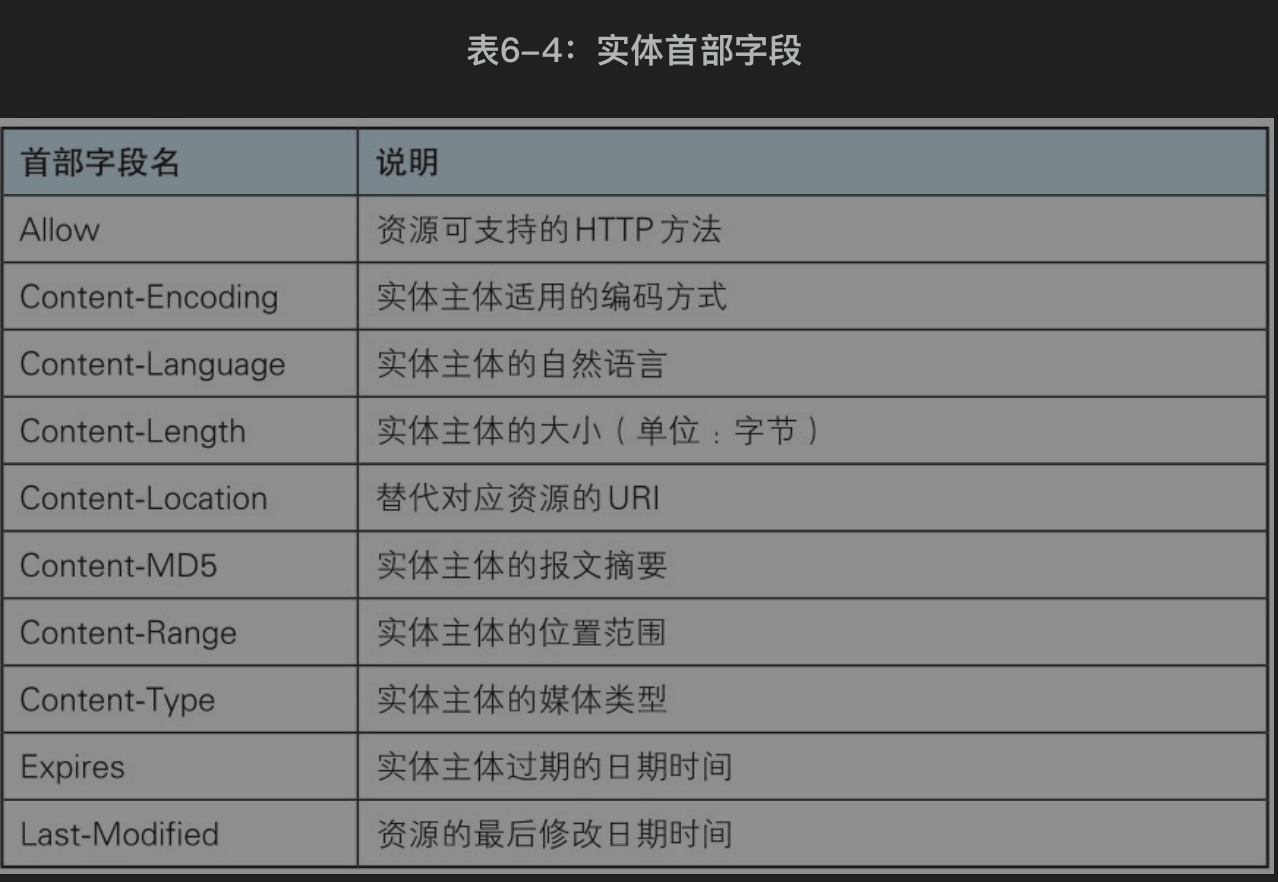 表6-4：实体首部字段
首部字段名 说明
Allow 资源可支持的HTTP方法
Content-Encoding 实体主体适用的编码方式
Content-Language 实体主体的自然语言
Content-Length 实体主体的大小（单位：字节）
Content-Location 替代对应资源的URI
Content-MD5 实体主体的报文摘要
Content-Range 实体主体的位置范围
Content-Type 实体主体的媒体类型
Expires 实体主体过期的日期时间
Last-Modified 资源的最后修改日期时间